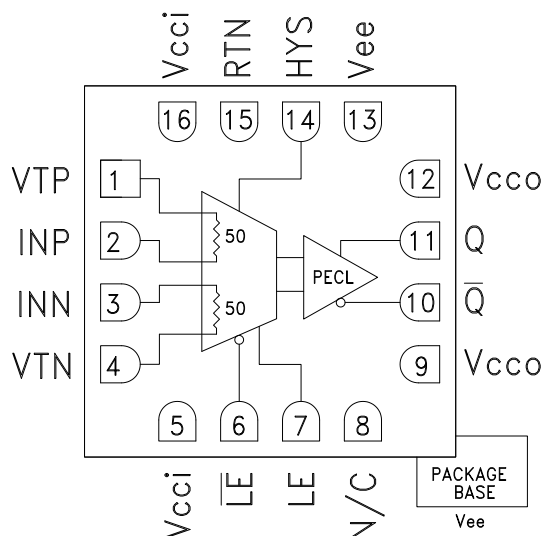 Vcci RTN HYS Vee
16 15 14 13
VTP 1 12 Vcco
INP 2 50 11 Q
PECL
INN 3 50 10 Q̅
VTN 4 9 Vcco
5 6 7 8
Vcci L̅E̅ LE N/C
PACKAGE
BASE
Vee